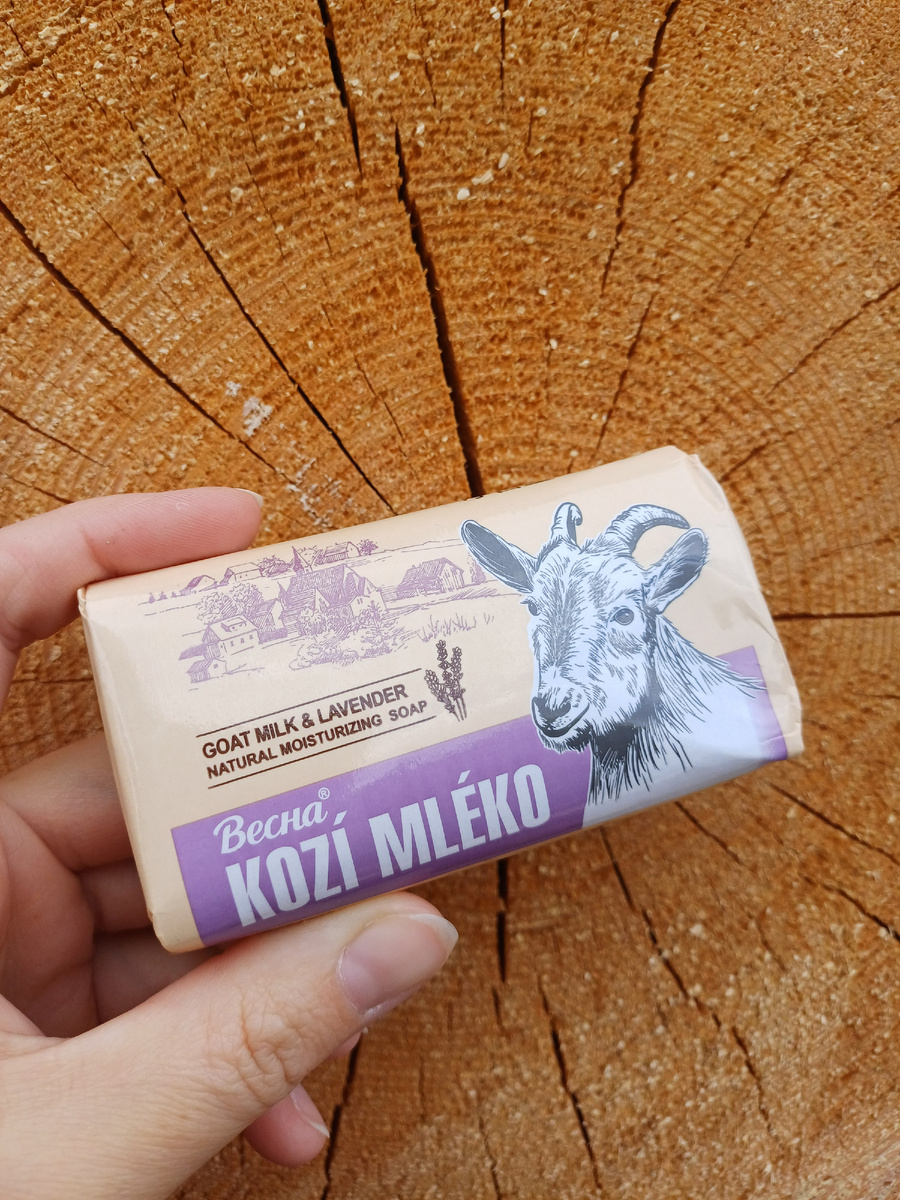 GOAT MILK & LAVENDER
NATURAL MOISTURIZING SOAP
Весна®
KOZÍ MLÉKO